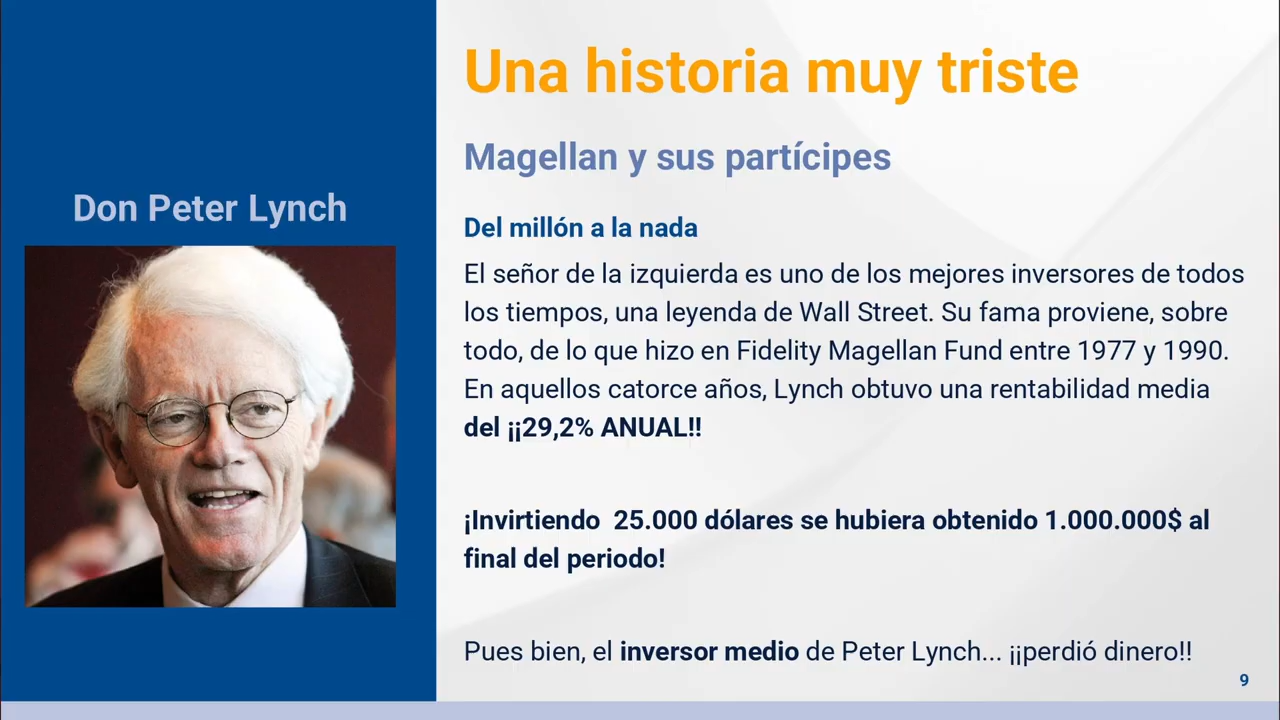 Una historia muy triste
Magellan y sus partícipes
Don Peter Lynch
Del millón a la nada
El señor de la izquierda es uno de los mejores inversores de todos
los tiempos, una leyenda de Wall Street. Su fama proviene, sobre
todo, de lo que hizo en Fidelity Magellan Fund entre 1977 y 1990.
En aquellos catorce años, Lynch obtuvo una rentabilidad media
del ¡¡29,2% ANUAL!!
¡Invirtiendo  25.000 dólares se hubiera obtenido 1.000.000$ al
final del periodo!
Pues bien, el inversor medio de Peter Lynch... ¡¡perdió dinero!!
9